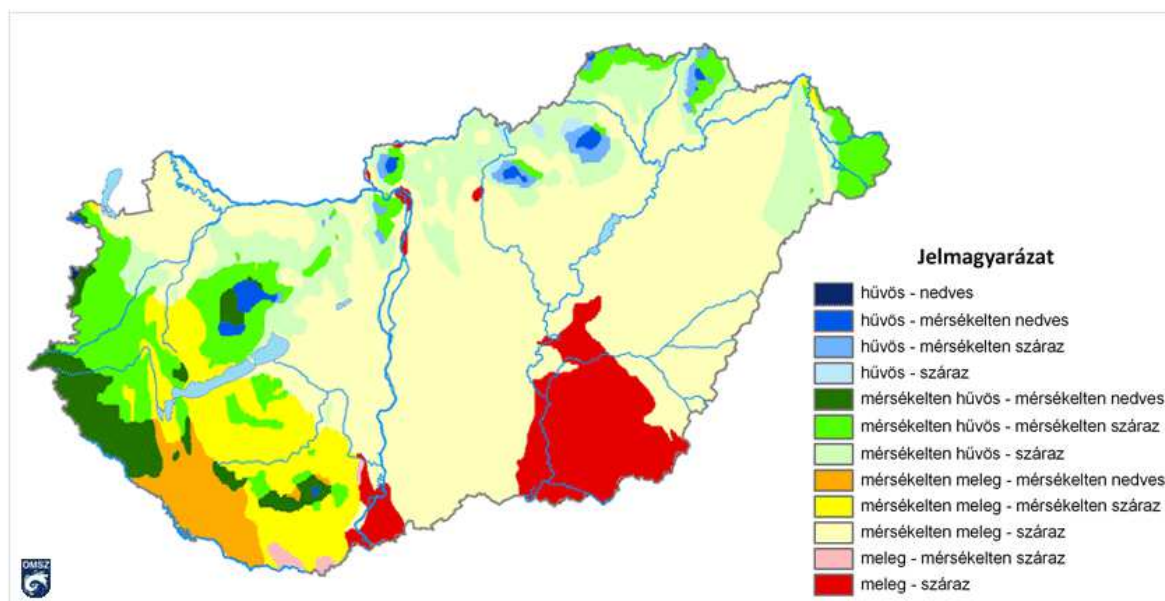 Jelmagyarázat
hűvös - nedves
hűvös - mérsékelten nedves
hűvös - mérsékelten száraz
hűvös - száraz
mérsékelten hűvös - mérsékelten nedves
mérsékelten hűvös - mérsékelten száraz
mérsékelten hűvös - száraz
mérsékelten meleg - mérsékelten nedves
mérsékelten meleg - mérsékelten száraz
mérsékelten meleg - száraz
meleg - mérsékelten száraz
meleg - száraz
OMSZ